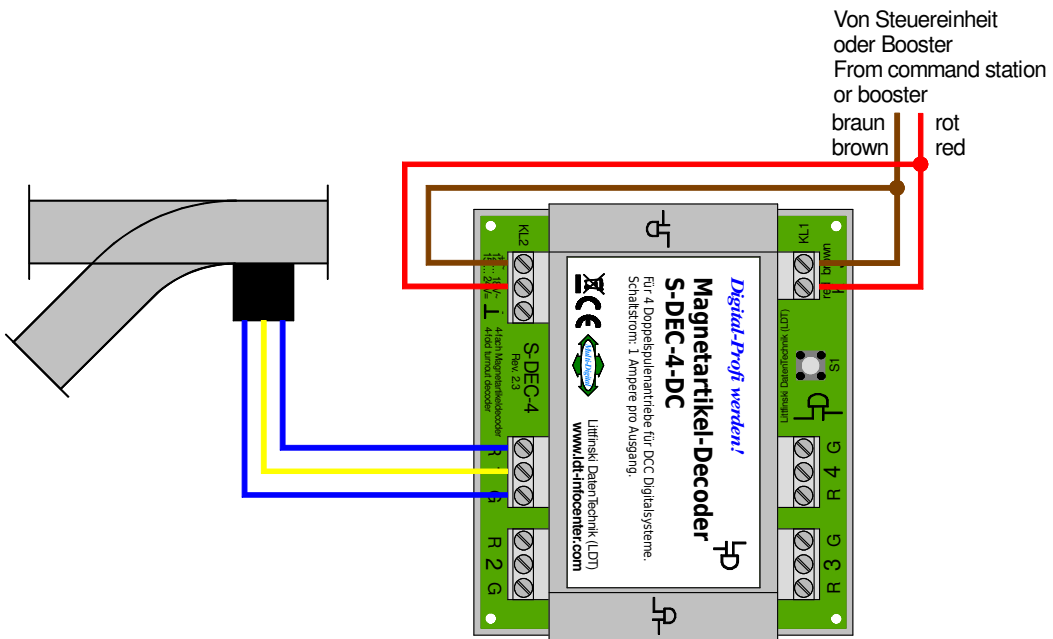 Von Steuereinheit
oder Booster
From command station
or booster
braun rot
brown red
KL2
KL1
brown
S-DEC-4
Rev. 2.3
4-fach Magnetartikeldecoder
4-fold turnout decoder
Digital-Profi werden!
Magnetartikel-Decoder
S-DEC-4-DC
Für 4 Doppelspulenantriebe für DCC Digitalsysteme.
Schaltstrom: 1 Ampere pro Ausgang.
CE
Multi-Digital
Littfinski DatenTechnik (LDT)
www.ldt-infocenter.com
Littfinski DatenTechnik (LDT)
S1
R
G
R 2 G
R 4 G
R 3 G